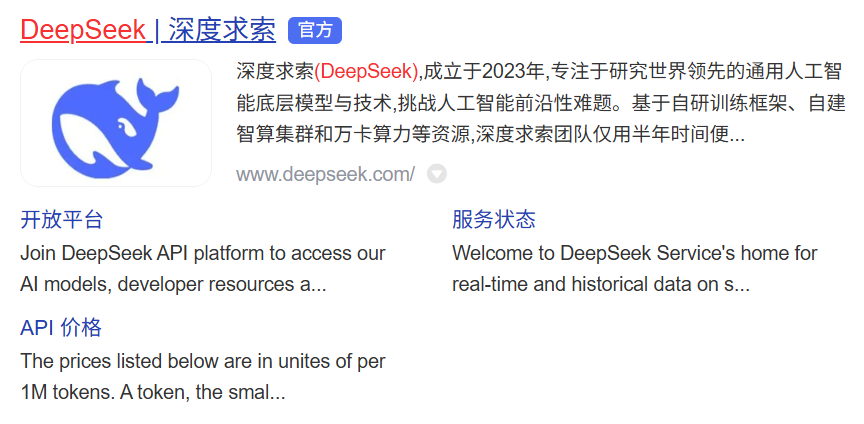 DeepSeek | 深度求索 官方
深度求索(DeepSeek),成立于2023年,专注于研究世界领先的通用人工智
能底层模型与技术,挑战人工智能前沿性难题。基于自研训练框架、自建
智算集群和万卡算力等资源,深度求索团队仅用半年时间便...
www.deepseek.com/
开放平台
Join DeepSeek API platform to access our
AI models, developer resources a...
服务状态
Welcome to DeepSeek Service's home for
real-time and historical data on s...
API 价格
The prices listed below are in unites of per
1M tokens. A token, the smal...